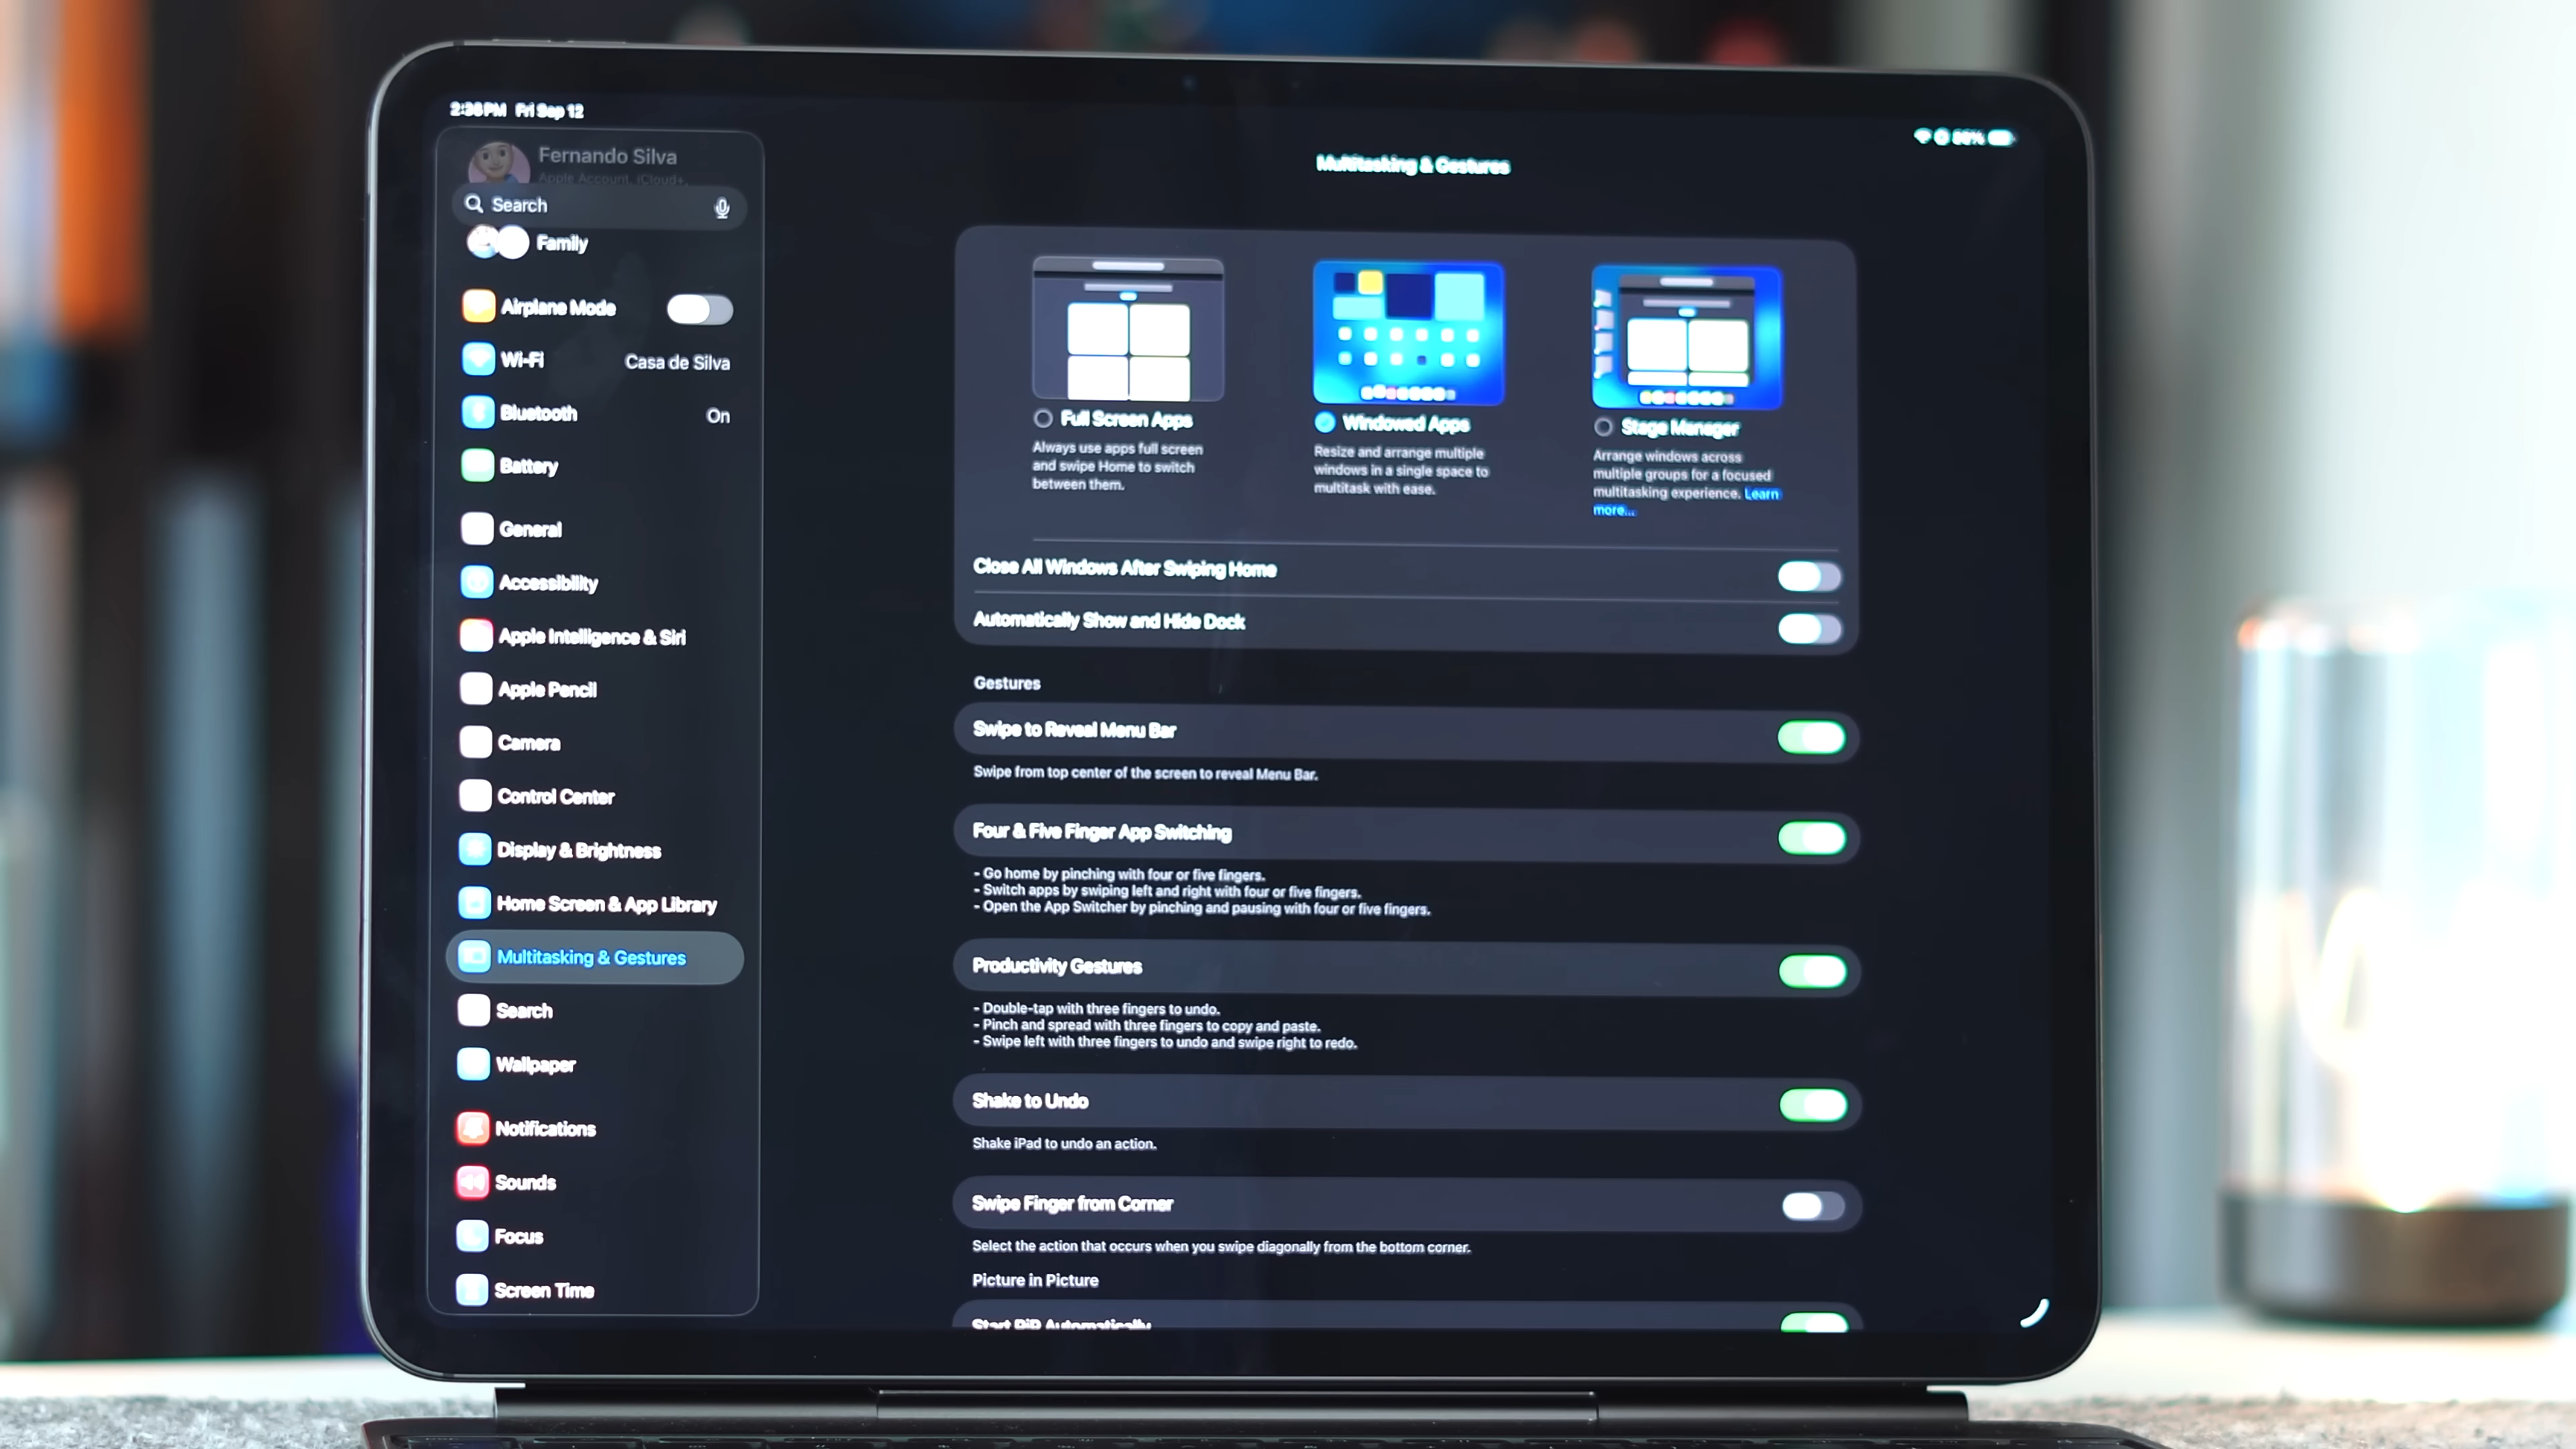 2:36PM Fri Sep 12
Fernando Silva
Apple Account, iCloud+,
Search
Family
Airplane Mode
Wi-Fi Casa de Silva
Bluetooth On
Battery
General
Accessibility
Apple Intelligence & Siri
Apple Pencil
Camera
Control Center
Display & Brightness
Home Screen & App Library
Multitasking & Gestures
Search
Wallpaper
Notifications
Sounds
Focus
Screen Time
Multitasking & Gestures
Full Screen Apps
Always use apps full screen
and swipe Home to switch
between them.
Windowed Apps
Resize and arrange multiple
windows in a single space to
multitask with ease.
Stage Manager
Arrange windows across
multiple groups for a focused
multitasking experience. Learn
more...
Close All Windows After Swiping Home
Automatically Show and Hide Dock
Gestures
Swipe to Reveal Menu Bar
Swipe from top center of the screen to reveal Menu Bar.
Four & Five Finger App Switching
- Go home by pinching with four or five fingers.
- Switch apps by swiping left and right with four or five fingers.
- Open the App Switcher by pinching and pausing with four or five fingers.
Productivity Gestures
- Double-tap with three fingers to undo.
- Pinch and spread with three fingers to copy and paste.
- Swipe left with three fingers to undo and swipe right to redo.
Shake to Undo
Shake iPad to undo an action.
Swipe Finger from Corner
Select the action that occurs when you swipe diagonally from the bottom corner.
Picture in Picture
Start PiP Automatically